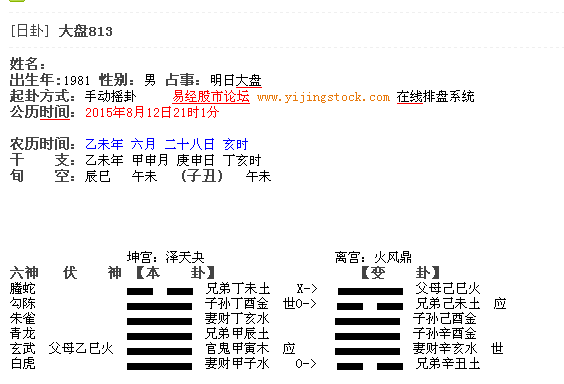 [日卦] 大盘813
姓名:
出生年:1981 性别: 男 占事: 明日大盘
起卦方式: 手动摇卦 易经股市论坛 www.yijingstock.com 在线排盘系统
公历时间: 2015年8月12日21时1分
农历时间: 乙未年 六月 二十八日 亥时
干 支: 乙未年 甲申月 庚申日 丁亥时
旬 空: 辰巳 午未 (子丑) 午未
坤宫: 泽天夬 离宫: 火风鼎
六神 伏 神 【本 卦】 【变 卦】
螣蛇 兄弟丁未土 X-> 父母己巳火
勾陈 子孙丁酉金 世O-> 兄弟己未土 应
朱雀 妻财丁亥水 子孙己酉金
青龙 兄弟甲辰土 子孙辛酉金
玄武 父母乙巳火 官鬼甲寅木 应 妻财辛亥水 世
白虎 妻财甲子水 O-> 兄弟辛丑土